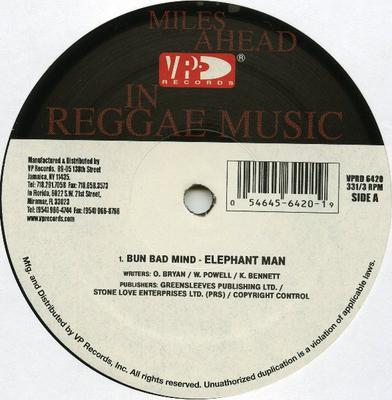 MILES
AHEAD
VP
®
RECORDS
IN
REGGAE MUSIC
Manufactured & Distributed by
VP Records, 89-05 138th Street
Jamaica, NY 11435.
Tel: 718.291.7058 Fax: 718.658.3573
In Florida, 6022 S.W. 21st Street,
Miramar, FL 33023
Tel: (954) 966-4744 Fax: (954) 966-8766
www.vprecords.com
VPRD 6420
33 1/3 RPM
SIDE A
0 54645-6420-1 9
1. BUN BAD MIND - ELEPHANT MAN
WRITERS: O. BRYAN / W. POWELL / K. BENNETT
PUBLISHERS: GREENSLEEVES PUBLISHING LTD. /
STONE LOVE ENTERPRISES LTD. (PRS) / COPYRIGHT CONTROL
Mfg. and Distributed by VP Records, Inc. All rights reserved. Unauthorized duplication is a violation of applicable laws.